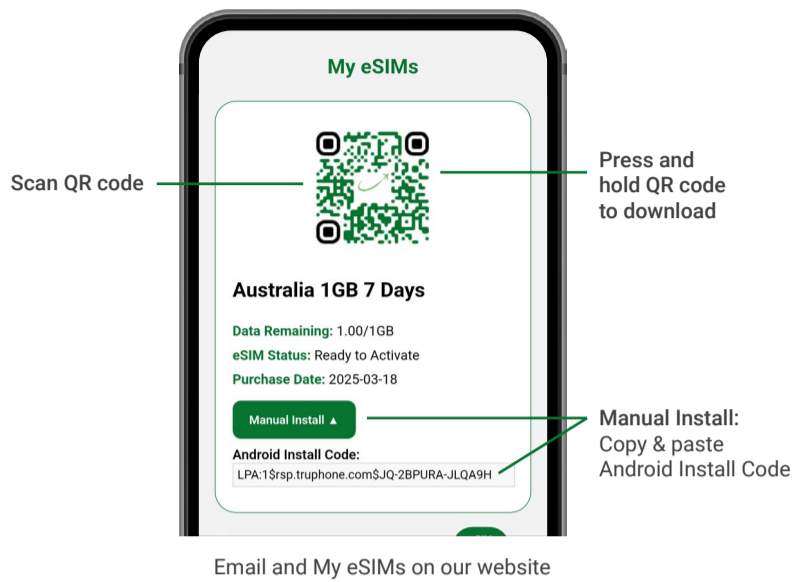 My eSIMs
Scan QR code
Press and
hold QR code
to download
Australia 1GB 7 Days
Data Remaining: 1.00/1GB
eSIM Status: Ready to Activate
Purchase Date: 2025-03-18
Manual Install ▲
Android Install Code:
LPA:1$rsp.truphone.com$JQ-2BPURA-JLQA9H
Manual Install:
Copy & paste
Android Install Code
Email and My eSIMs on our website